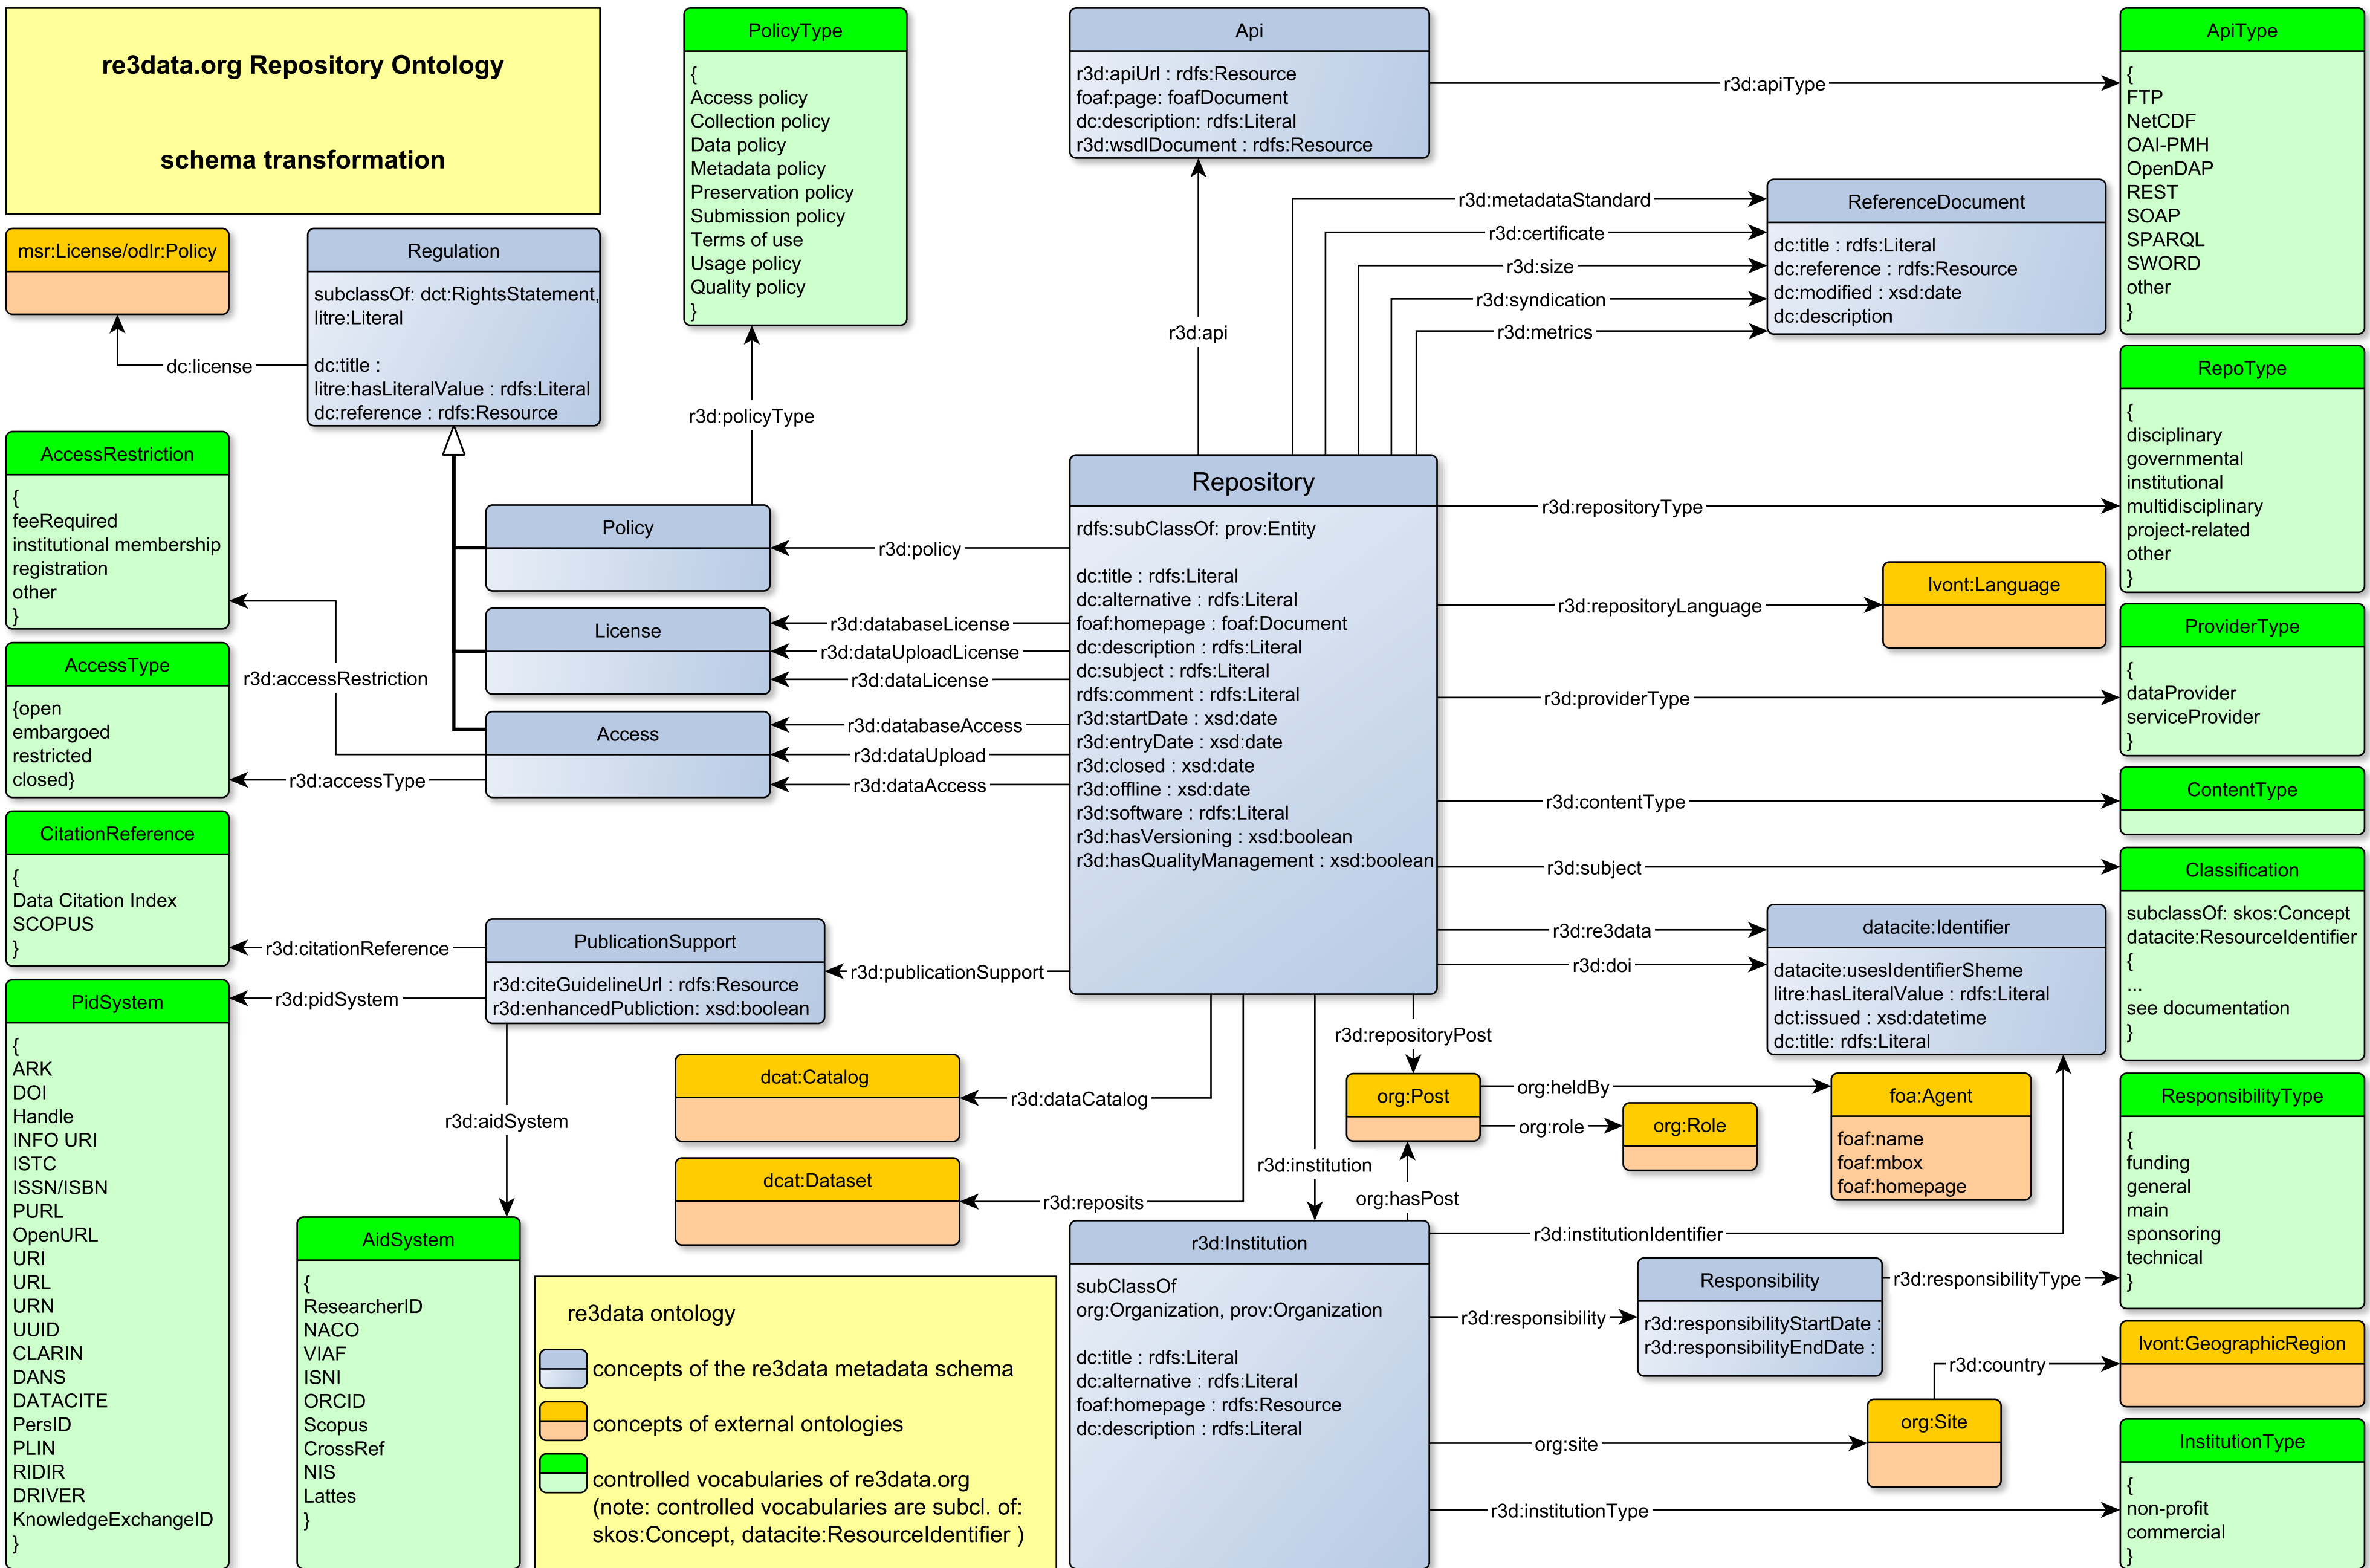 re3data.org Repository Ontology
schema transformation
PolicyType
{
Access policy
Collection policy
Data policy
Metadata policy
Preservation policy
Submission policy
Terms of use
Usage policy
Quality policy
}
Api
r3d:apiUrl : rdfs:Resource
foaf:page: foafDocument
dc:description: rdfs:Literal
r3d:wsdlDocument : rdfs:Resource
r3d:apiType
ApiType
{
FTP
NetCDF
OAI-PMH
OpenDAP
REST
SOAP
SPARQL
SWORD
other
}
r3d:metadataStandard
r3d:certificate
r3d:size
r3d:syndication
r3d:metrics
ReferenceDocument
dc:title : rdfs:Literal
dc:reference : rdfs:Resource
dc:modified : xsd:date
dc:description
msr:License/odlr:Policy
dc:license
Regulation
subclassOf: dct:RightsStatement,
litre:Literal
dc:title :
litre:hasLiteralValue : rdfs:Literal
dc:reference : rdfs:Resource
r3d:policyType
r3d:api
RepoType
{
disciplinary
governmental
institutional
multidisciplinary
project-related
other
}
AccessRestriction
{
feeRequired
institutional membership
registration
other
}
AccessType
{open
embargoed
restricted
closed}
r3d:accessRestriction
r3d:accessType
Policy
License
Access
r3d:policy
r3d:databaseLicense
r3d:dataUploadLicense
r3d:dataLicense
r3d:databaseAccess
r3d:dataUpload
r3d:dataAccess
Repository
rdfs:subClassOf: prov:Entity
dc:title : rdfs:Literal
dc:alternative : rdfs:Literal
foaf:homepage : foaf:Document
dc:description : rdfs:Literal
dc:subject : rdfs:Literal
rdfs:comment : rdfs:Literal
r3d:startDate : xsd:date
r3d:entryDate : xsd:date
r3d:closed : xsd:date
r3d:offline : xsd:date
r3d:software : rdfs:Literal
r3d:hasVersioning : xsd:boolean
r3d:hasQualityManagement : xsd:boolean
r3d:repositoryType
r3d:repositoryLanguage
lvont:Language
r3d:providerType
ProviderType
{
dataProvider
serviceProvider
}
r3d:contentType
ContentType
r3d:subject
Classification
subclassOf: skos:Concept
datacite:ResourceIdentifier
{
...
see documentation
}
r3d:re3data
r3d:doi
datacite:Identifier
datacite:usesIdentifierSheme
litre:hasLiteralValue : rdfs:Literal
dct:issued : xsd:datetime
dc:title: rdfs:Literal
CitationReference
{
Data Citation Index
SCOPUS
}
r3d:citationReference
r3d:pidSystem
PublicationSupport
r3d:citeGuidelineUrl : rdfs:Resource
r3d:enhancedPubliction: xsd:boolean
r3d:publicationSupport
PidSystem
{
ARK
DOI
Handle
INFO URI
ISTC
ISSN/ISBN
PURL
OpenURL
URI
URL
URN
UUID
CLARIN
DANS
DATACITE
PersID
PLIN
RIDIR
DRIVER
KnowledgeExchangeID
}
r3d:aidSystem
AidSystem
{
ResearcherID
NACO
VIAF
ISNI
ORCID
Scopus
CrossRef
NIS
Lattes
}
dcat:Catalog
r3d:dataCatalog
dcat:Dataset
r3d:reposits
r3d:institution
r3d:repositoryPost
org:Post
org:heldBy
org:role
org:Role
foa:Agent
foaf:name
foaf:mbox
foaf:homepage
org:hasPost
ResponsibilityType
{
funding
general
main
sponsoring
technical
}
re3data ontology
concepts of the re3data metadata schema
concepts of external ontologies
controlled vocabularies of re3data.org
(note: controlled vocabularies are subcl. of:
skos:Concept, datacite:ResourceIdentifier )
r3d:Institution
subClassOf
org:Organization, prov:Organization
dc:title : rdfs:Literal
dc:alternative : rdfs:Literal
foaf:homepage : rdfs:Resource
dc:description : rdfs:Literal
r3d:institutionIdentifier
r3d:responsibility
Responsibility
r3d:responsibilityStartDate :
r3d:responsibilityEndDate :
r3d:responsibilityType
r3d:country
lvont:GeographicRegion
org:site
org:Site
r3d:institutionType
InstitutionType
{
non-profit
commercial
}